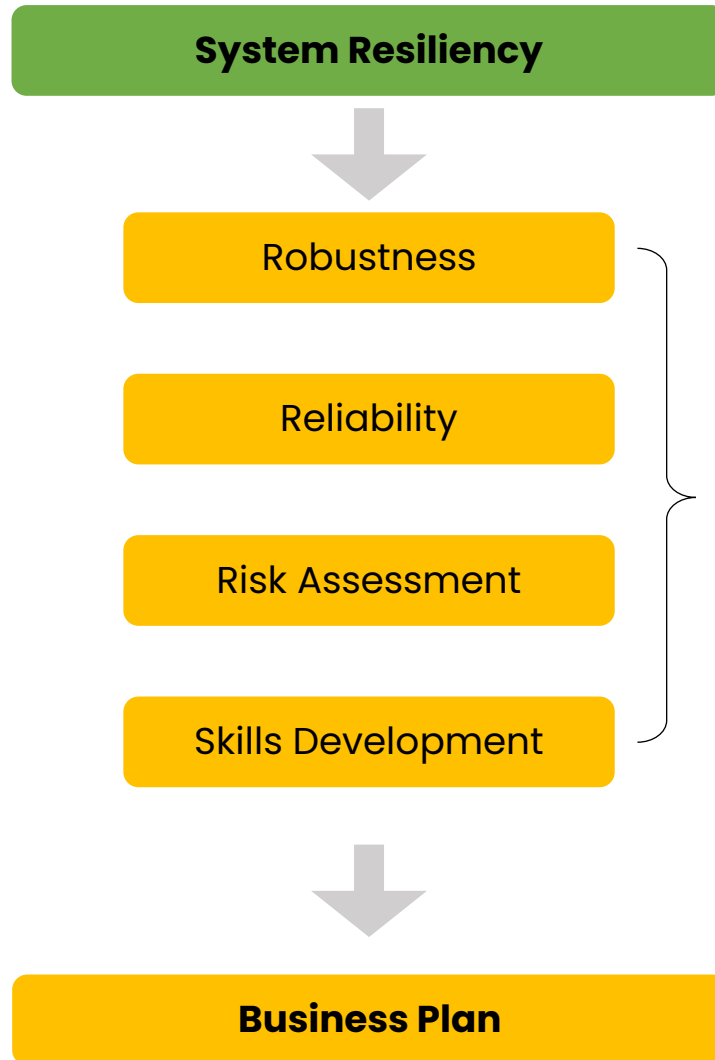 System Resiliency
Robustness
Reliability
Risk Assessment
Skills Development
Business Plan